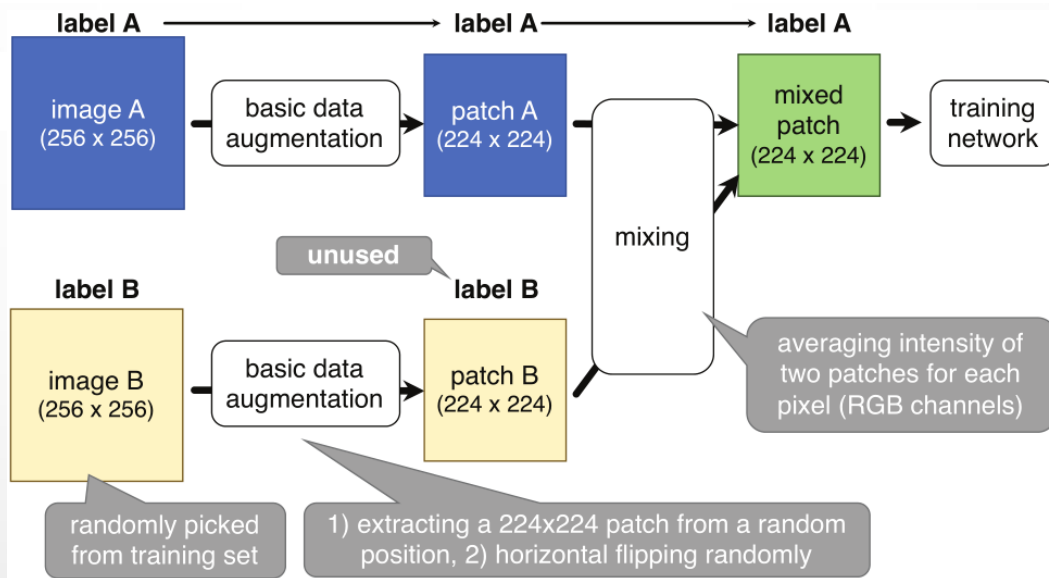 label A
label A
label A
image A
(256 x 256)
basic data
augmentation
patch A
(224 x 224)
mixed
patch
(224 x 224)
training
network
mixing
unused
label B
label B
image B
(256 x 256)
basic data
augmentation
patch B
(224 x 224)
averaging intensity of
two patches for each
pixel (RGB channels)
randomly picked
from training set
1) extracting a 224x224 patch from a random
position, 2) horizontal flipping randomly